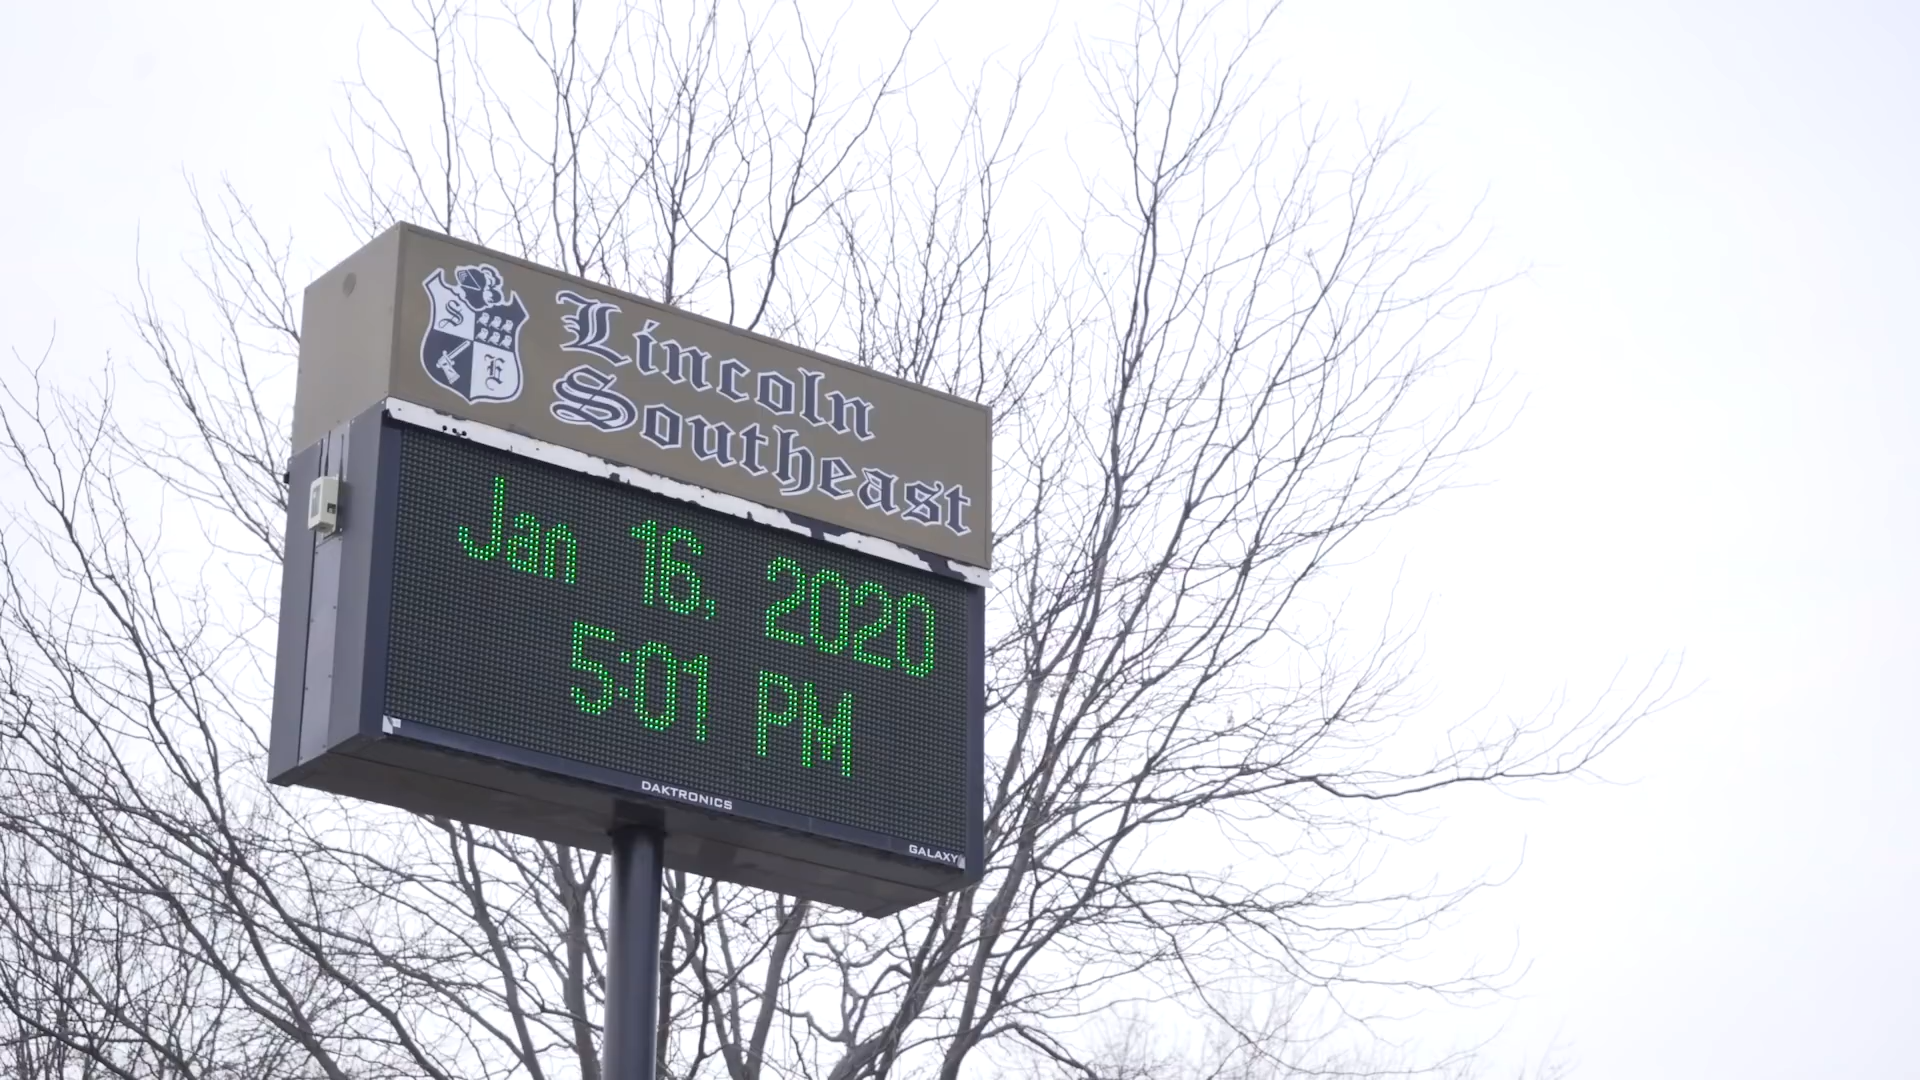 S
E
Lincoln
Southeast
Jan 16, 2020
5:01 PM
DAKTRONICS
GALAXY